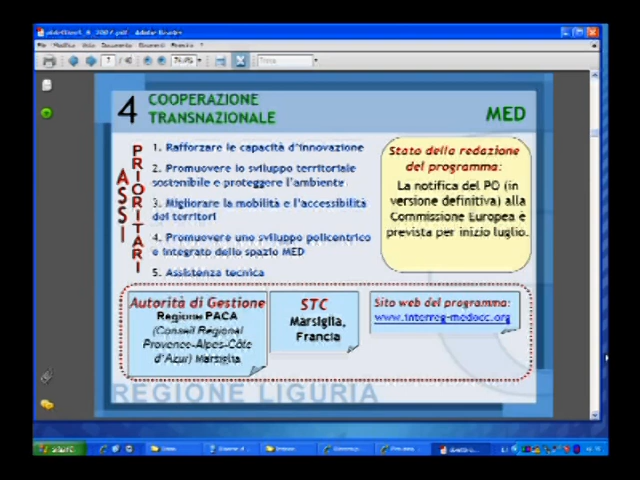 Adobe Reader
4
COOPERAZIONE
TRANSNAZIONALE
MED
ASSI
PRIORITARI
1. Rafforzare le capacità d'innovazione
2. Promuovere lo sviluppo territoriale
sostenibile e proteggere l'ambiente
3. Migliorare la mobilità e l'accessibilità
dei territori
4. Promuovere uno sviluppo policentrico
e integrato dello spazio MED
5. Assistenza tecnica
Stato della redazione
del programma:
La notifica del PO (in
versione definitiva) alla
Commissione Europea è
prevista per inizio luglio.
Autorità di Gestione
Regione PACA
(Conseil Regional
Provence-Alpes-Côte
d'Azur) Marsiglia
STC
Marsiglia,
Francia
Sito web del programma:
www.interreg-medocc.org
REGIONE LIGURIA